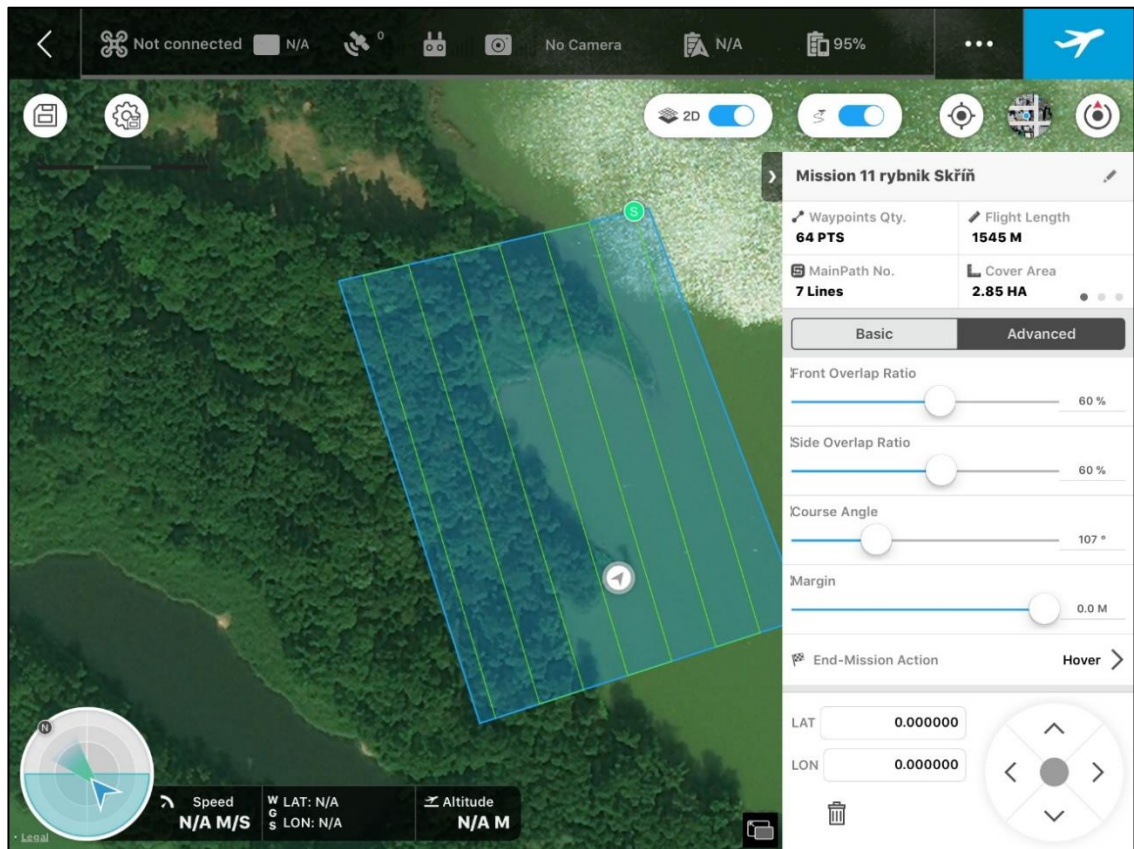 Not connected N/A 0 No Camera N/A 95%
2D
S
Mission 11 rybnik Skříň
Waypoints Qty. Flight Length
64 PTS 1545 M
MainPath No. Cover Area
7 Lines 2.85 HA
Basic Advanced
Front Overlap Ratio
60 %
Side Overlap Ratio
60 %
Course Angle
107 °
Margin
0.0 M
End-Mission Action Hover
LAT 0.000000
LON 0.000000
N
Speed
N/A M/S
WGS
LAT: N/A
LON: N/A
Altitude
N/A M
Legal